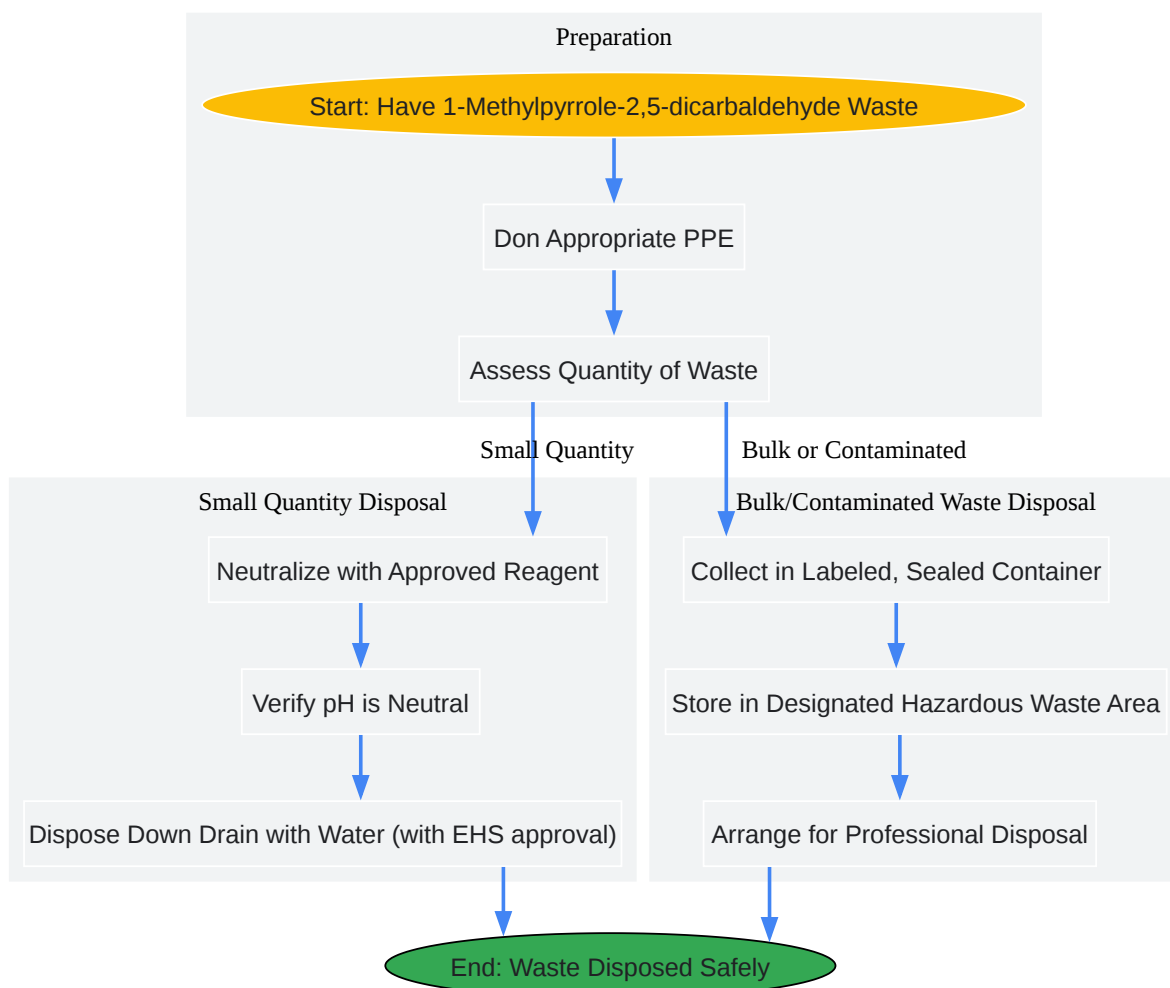 Preparation
Start: Have 1-Methylpyrrole-2,5-dicarbaldehyde Waste
Don Appropriate PPE
Assess Quantity of Waste
Small Quantity
Bulk or Contaminated
Small Quantity Disposal
Neutralize with Approved Reagent
Verify pH is Neutral
Dispose Down Drain with Water (with EHS approval)
Bulk/Contaminated Waste Disposal
Collect in Labeled, Sealed Container
Store in Designated Hazardous Waste Area
Arrange for Professional Disposal
End: Waste Disposed Safely